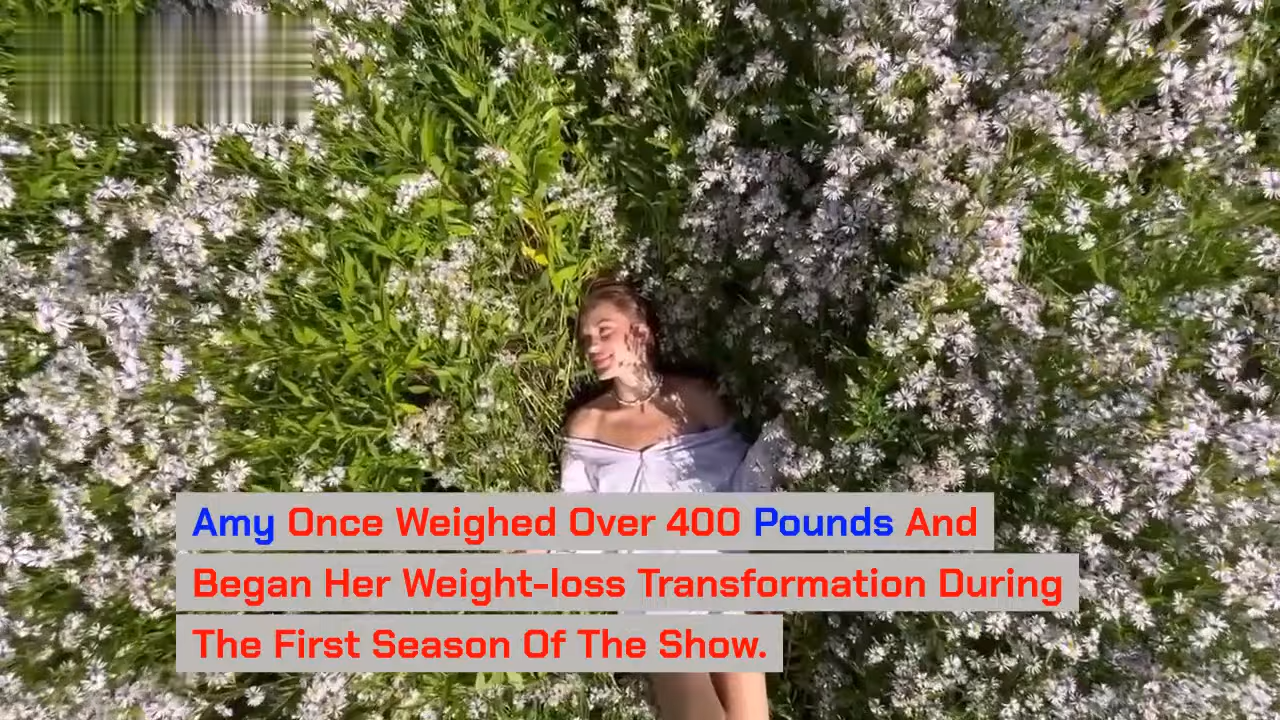 Amy Once Weighed Over 400 Pounds And
Began Her Weight-loss Transformation During
The First Season Of The Show.